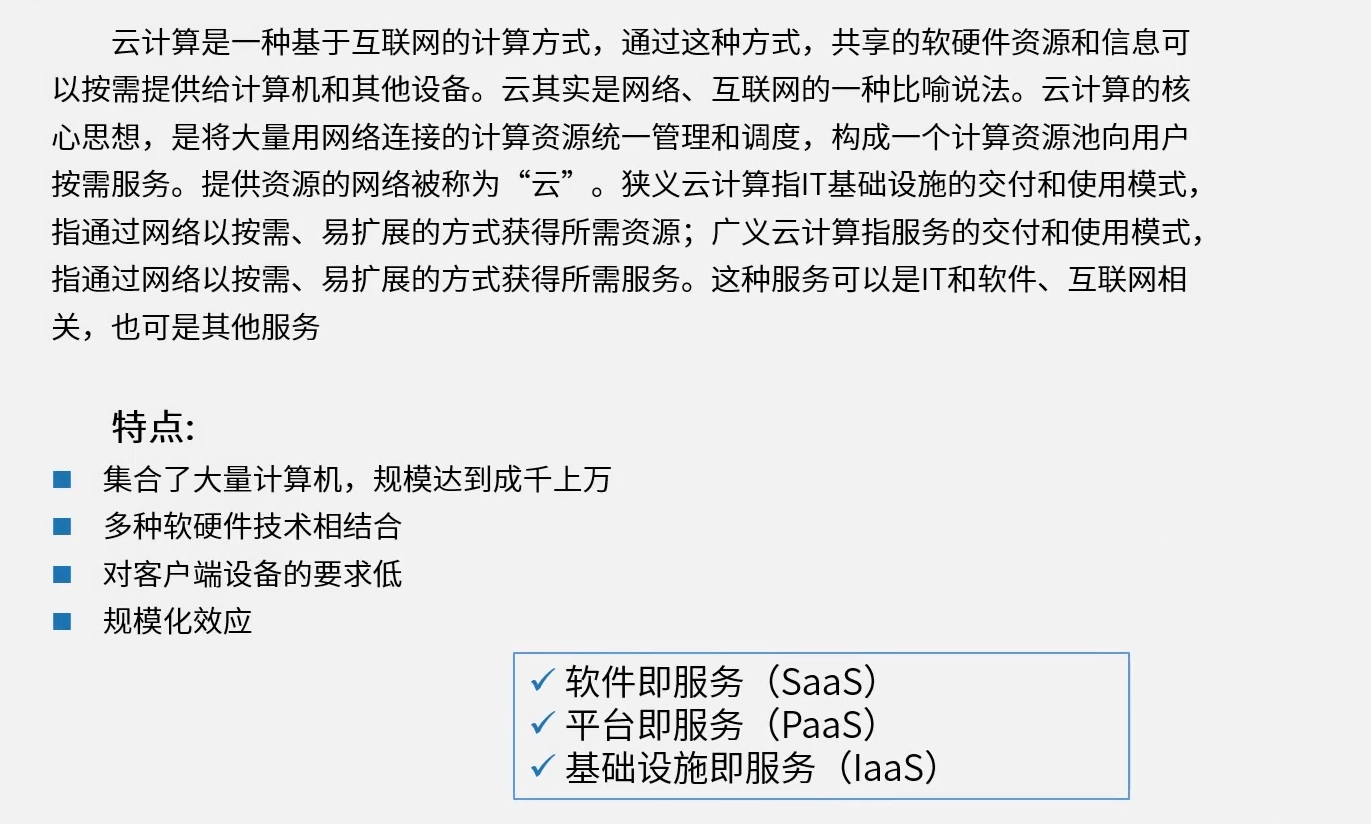 云计算是一种基于互联网的计算方式，通过这种方式，共享的软硬件资源和信息可
以按需提供给计算机和其他设备。云其实是网络、互联网的一种比喻说法。云计算的核
心思想，是将大量用网络连接的计算资源统一管理和调度，构成一个计算资源池向用户
按需服务。提供资源的网络被称为“云”。狭义云计算指IT基础设施的交付和使用模式，
指通过网络以按需、易扩展的方式获得所需资源；广义云计算指服务的交付和使用模式，
指通过网络以按需、易扩展的方式获得所需服务。这种服务可以是IT和软件、互联网相
关，也可是其他服务
特点:
■ 集合了大量计算机，规模达到成千上万
■ 多种软硬件技术相结合
■ 对客户端设备的要求低
■ 规模化效应
✓ 软件即服务（SaaS）
✓ 平台即服务（PaaS）
✓ 基础设施即服务（IaaS）